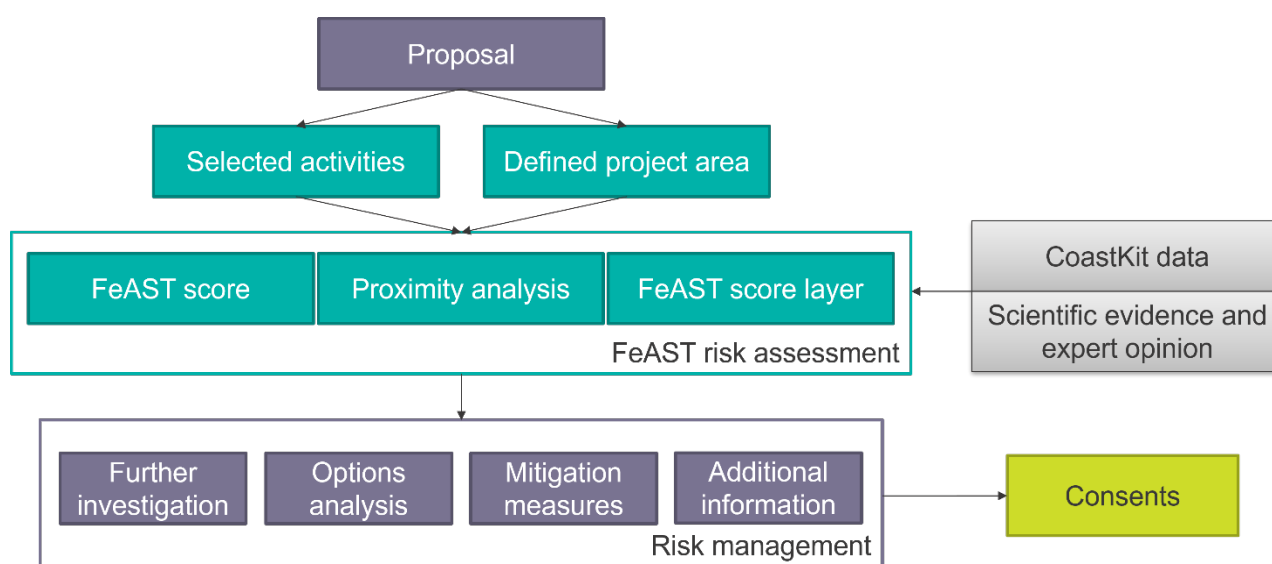 Proposal
Selected activities
Defined project area
FeAST score
Proximity analysis
FeAST score layer
FeAST risk assessment
CoastKit data
Scientific evidence and
expert opinion
Further
investigation
Options
analysis
Mitigation
measures
Additional
information
Risk management
Consents